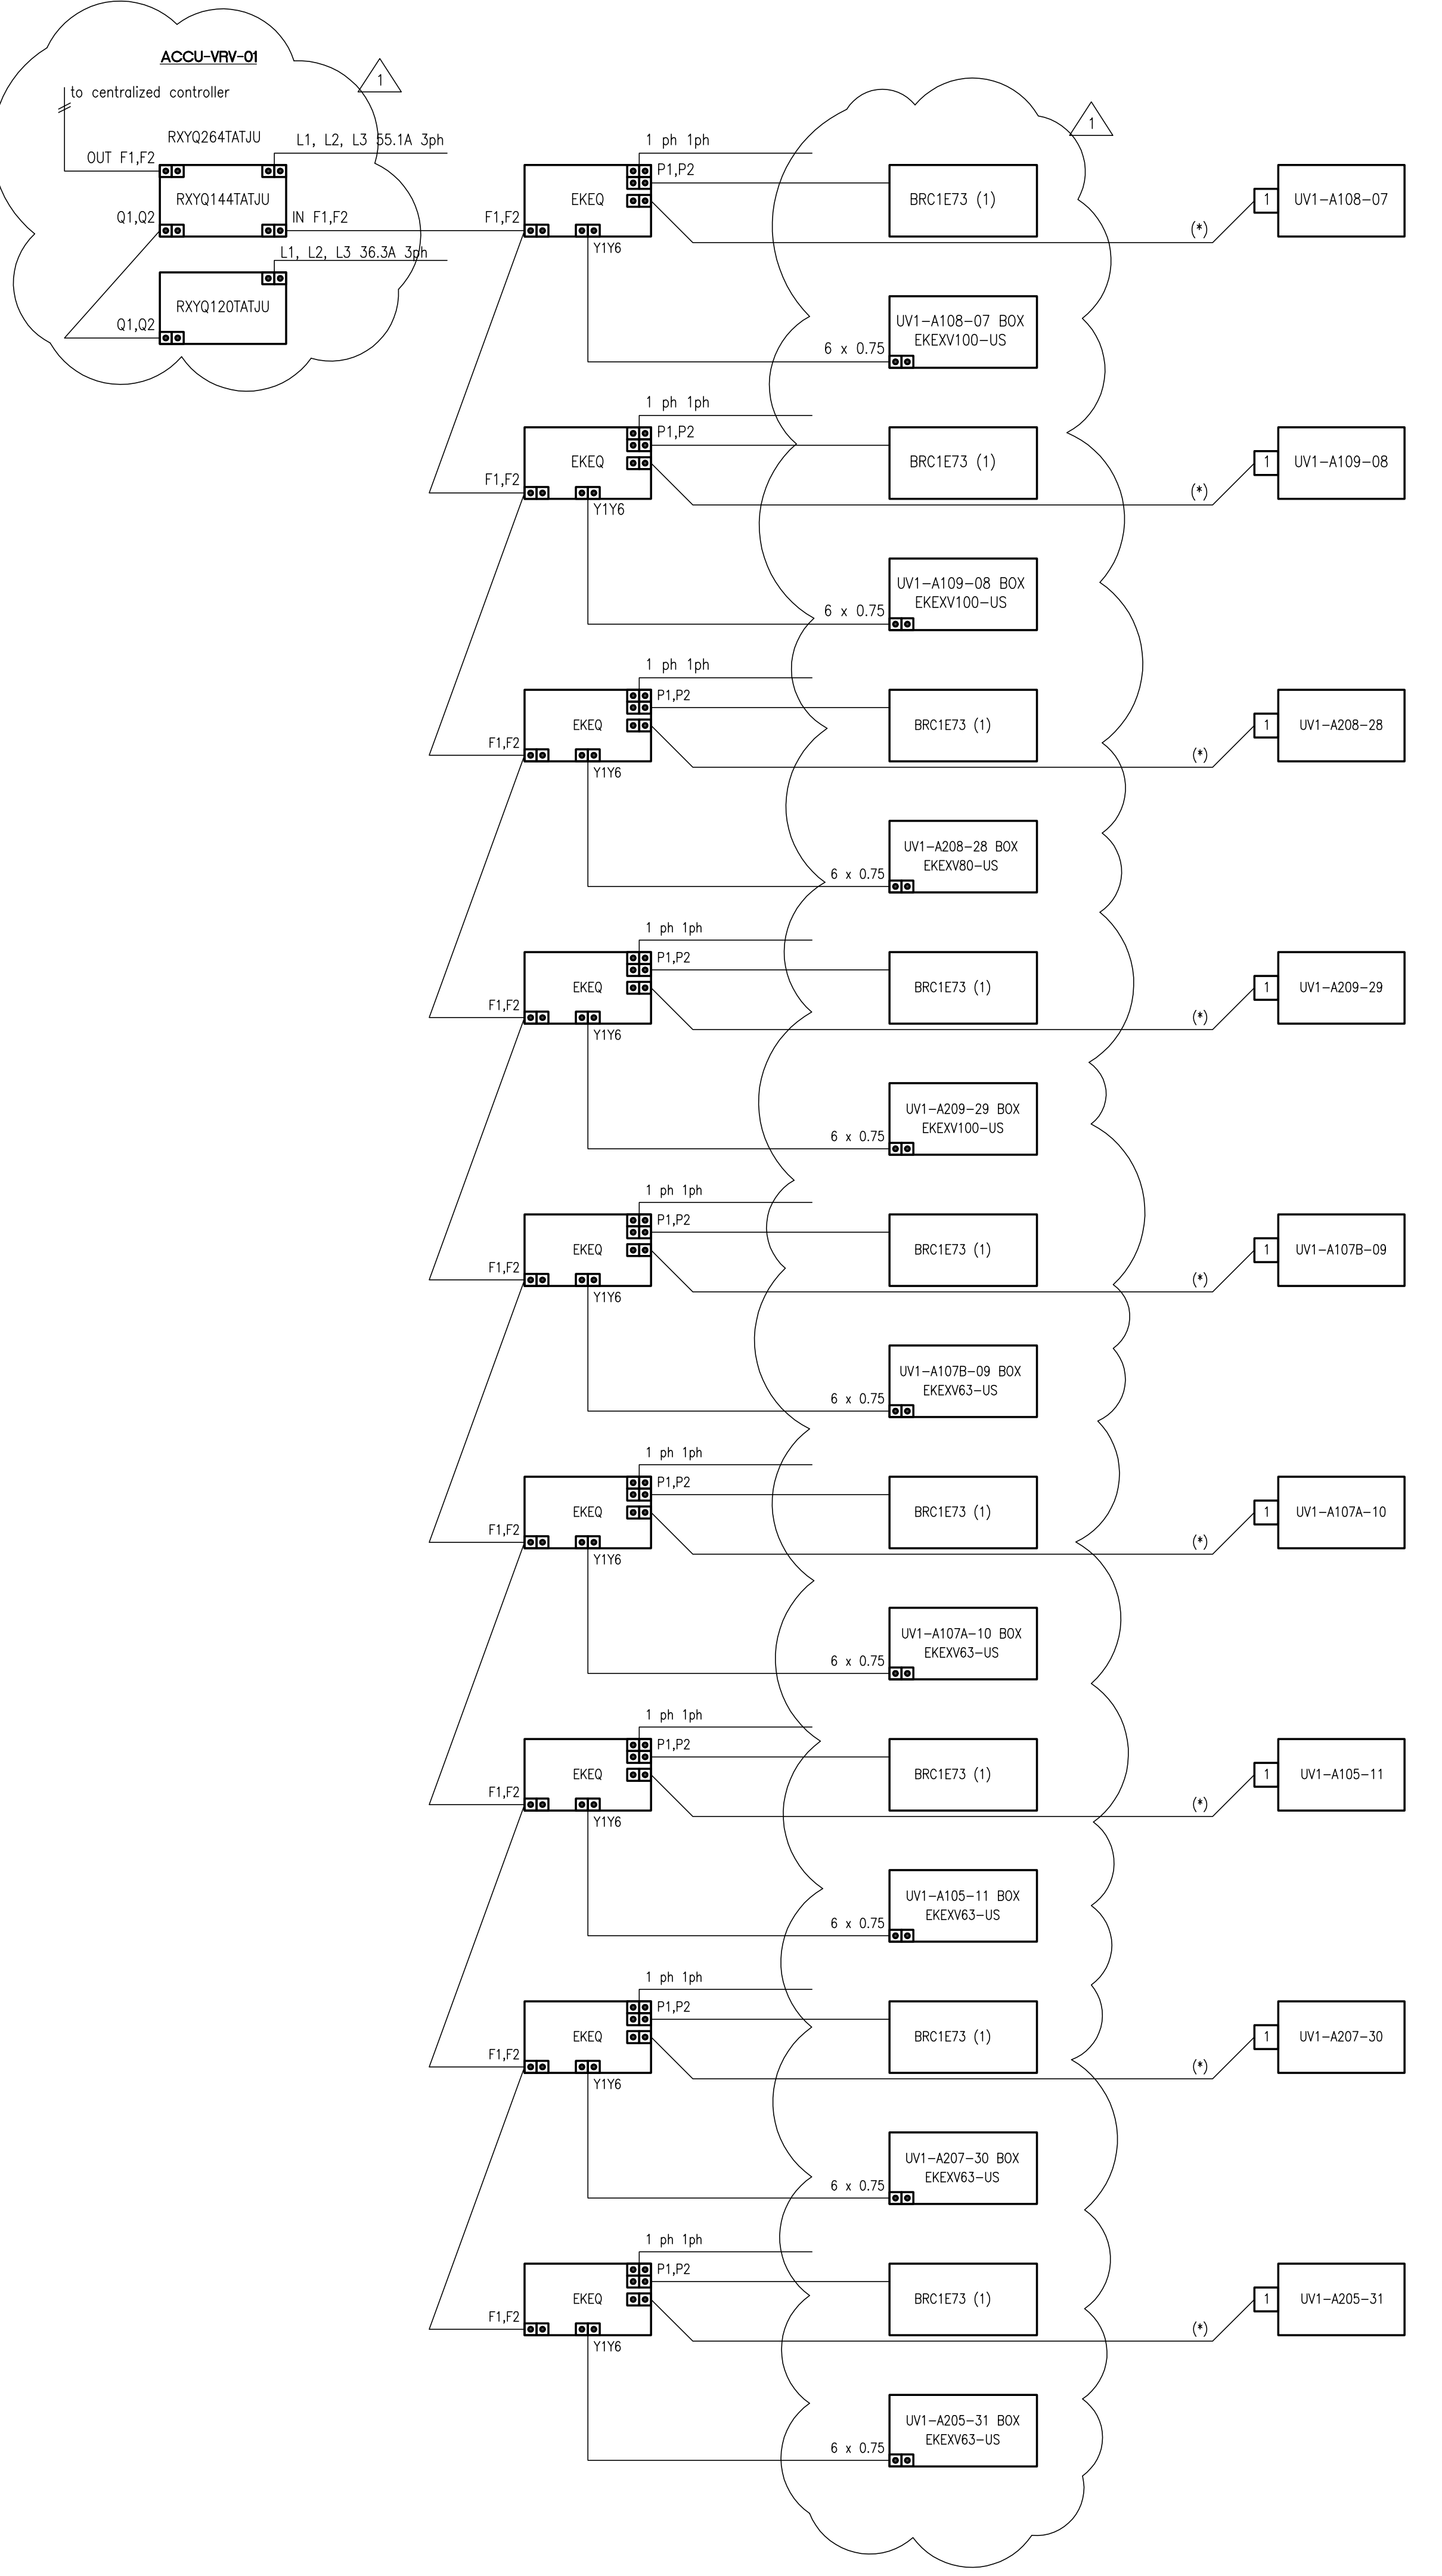 ACCU-VRV-01
1
to centralized controller
RXYQ264TATJU
L1, L2, L3 55.1A 3ph
OUT F1,F2
RXYQ144TATJU
Q1,Q2
IN F1,F2
L1, L2, L3 36.3A 3ph
RXYQ120TATJU
Q1,Q2
1
1 ph 1ph
P1,P2
EKEQ
BRC1E73 (1)
1
UV1-A108-07
F1,F2
(*)
Y1Y6
UV1-A108-07 BOX
EKEXV100-US
6 x 0.75
1 ph 1ph
P1,P2
EKEQ
BRC1E73 (1)
1
UV1-A109-08
F1,F2
(*)
Y1Y6
UV1-A109-08 BOX
EKEXV100-US
6 x 0.75
1 ph 1ph
P1,P2
EKEQ
BRC1E73 (1)
1
UV1-A208-28
F1,F2
(*)
Y1Y6
UV1-A208-28 BOX
EKEXV80-US
6 x 0.75
1 ph 1ph
P1,P2
EKEQ
BRC1E73 (1)
1
UV1-A209-29
F1,F2
(*)
Y1Y6
UV1-A209-29 BOX
EKEXV100-US
6 x 0.75
1 ph 1ph
P1,P2
EKEQ
BRC1E73 (1)
1
UV1-A107B-09
F1,F2
(*)
Y1Y6
UV1-A107B-09 BOX
EKEXV63-US
6 x 0.75
1 ph 1ph
P1,P2
EKEQ
BRC1E73 (1)
1
UV1-A107A-10
F1,F2
(*)
Y1Y6
UV1-A107A-10 BOX
EKEXV63-US
6 x 0.75
1 ph 1ph
P1,P2
EKEQ
BRC1E73 (1)
1
UV1-A105-11
F1,F2
(*)
Y1Y6
UV1-A105-11 BOX
EKEXV63-US
6 x 0.75
1 ph 1ph
P1,P2
EKEQ
BRC1E73 (1)
1
UV1-A207-30
F1,F2
(*)
Y1Y6
UV1-A207-30 BOX
EKEXV63-US
6 x 0.75
1 ph 1ph
P1,P2
EKEQ
BRC1E73 (1)
1
UV1-A205-31
F1,F2
(*)
Y1Y6
UV1-A205-31 BOX
EKEXV63-US
6 x 0.75